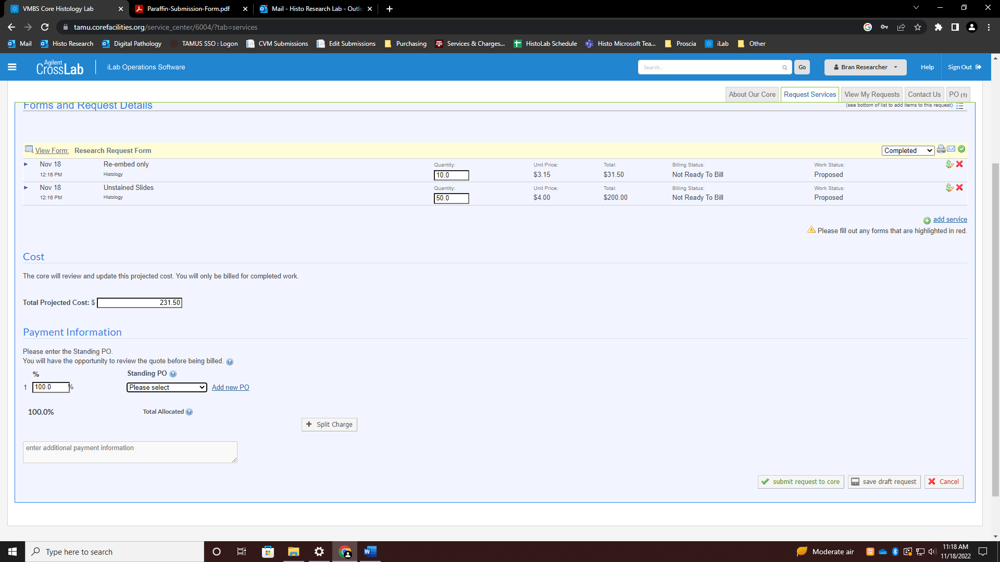 VMBS Core Histology Lab
Paraffin-Submission-Form.pdf
Mail - Histo Research Lab - Outlo
tamu.corefacilities.org/service_center/6004/?tab=services
Mail
Histo Research
Digital Pathology
TAMUS SSO : Logon
CVM Submissions
Edit Submissions
Purchasing
Services & Charges...
HistoLab Schedule
Histo Microsoft Tea...
Proscia
iLab
Other
Agilent
CrossLab
iLab Operations Software
Search...
Go
Bran Researcher
Help
Sign Out
About Our Core
Request Services
View My Requests
Contact Us
PO (1)
Forms and Request Details
(see bottom of list to add items to this request)
View Form: Research Request Form
Completed
Nov 18 Re-embed only Quantity: Unit Price: Total: Billing Status: Work Status:
12:16 PM Histology 10.0 $3.15 $31.50 Not Ready To Bill Proposed
Nov 18 Unstained Slides Quantity: Unit Price: Total: Billing Status: Work Status:
12:16 PM Histology 50.0 $4.00 $200.00 Not Ready To Bill Proposed
add service
Please fill out any forms that are highlighted in red.
Cost
The core will review and update this projected cost. You will only be billed for completed work.
Total Projected Cost: $ 231.50
Payment Information
Please enter the Standing PO.
You will have the opportunity to review the quote before being billed.
% Standing PO
1 100.0 % Please select Add new PO
100.0% Total Allocated
+ Split Charge
enter additional payment information
submit request to core
save draft request
Cancel
Type here to search
Moderate air
11:18 AM
11/18/2022